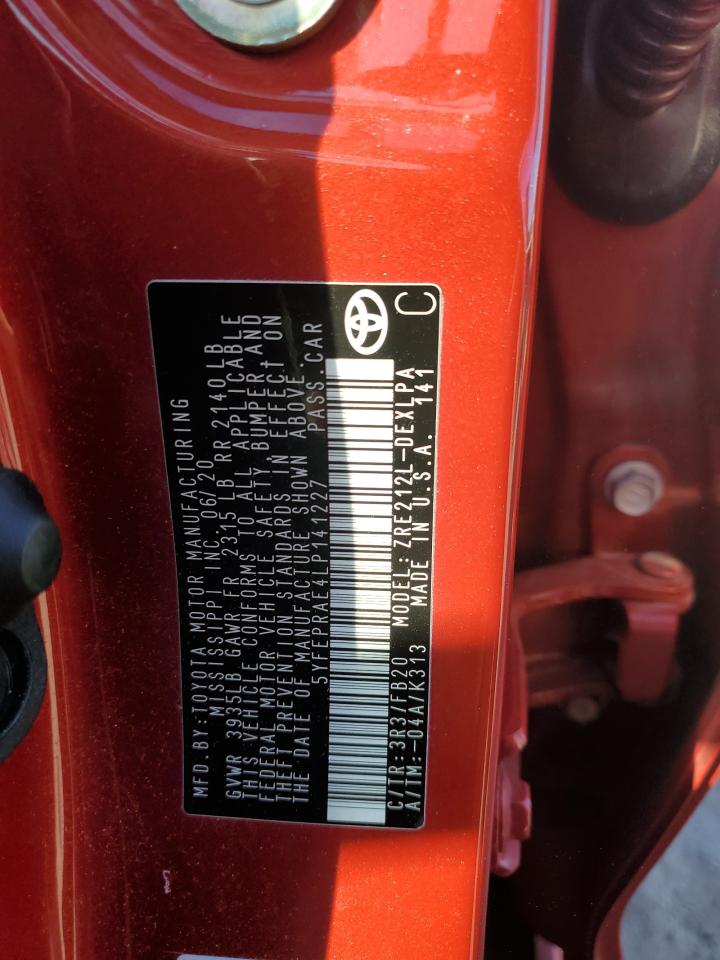 MFD.BY:TOYOTA MOTOR MANUFACTURING
MISSISSIPPI INC. 06/20
GVWR 3935LB GAWR FR 2315 LB RR 2140 LB
THIS VEHICLE CONFORMS TO ALL APPLICABLE
FEDERAL MOTOR VEHICLE SAFETY, BUMPER, AND
THEFT PREVENTION STANDARDS IN EFFECT ON
THE DATE OF MANUFACTURE SHOWN ABOVE.
5YFEPRAE4LP141227 PASS.CAR
C/TR:3R3/FB20 MODEL:ZRE212L-DEXLPA
A/TM:-04A/K313 MADE IN U.S.A. 141
C